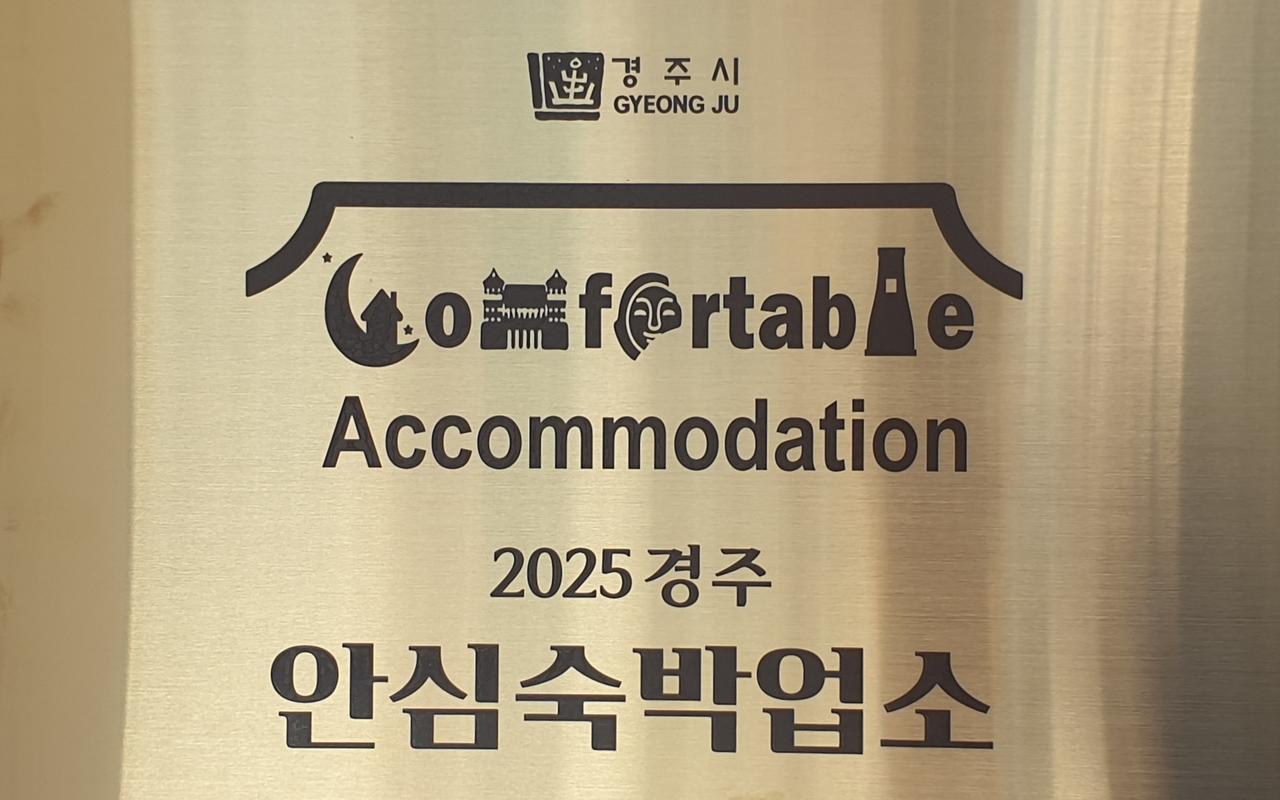 경주시
GYEONG JU
Comfortable
Accommodation
2025 경주
안심숙박업소